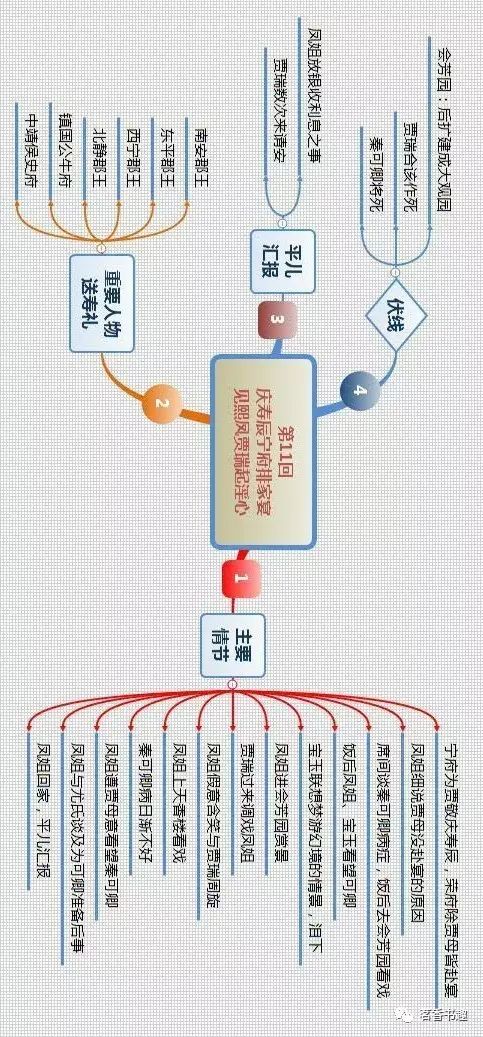 第11回
庆寿辰宁府排家宴
见熙凤贾瑞起淫心
1
主要
情节
宁府为贾敬庆寿辰，荣府除贾母皆赴宴
凤姐细说贾母没赴宴的原因
席间谈秦可卿病症，饭后去会芳园看戏
饭后凤姐、宝玉看望可卿
宝玉联想梦游幻境的情景，泪下
凤姐进会芳园赏景
贾瑞过来调戏凤姐
凤姐假意含笑与贾瑞周旋
凤姐上天香楼看戏
秦可卿病日渐不好
凤姐遵贾母意看望秦可卿
凤姐与尤氏谈及为可卿准备后事
凤姐回家，平儿汇报
2
重要人物
送寿礼
南安郡王
东平郡王
西宁郡王
北静郡王
镇国公牛府
中靖侯史府
3
平儿
汇报
凤姐放银收利息之事
贾瑞数次来请安
4
伏线
会芳园：后扩建成大观园
贾瑞合该作死
秦可卿将死
茗香书趣